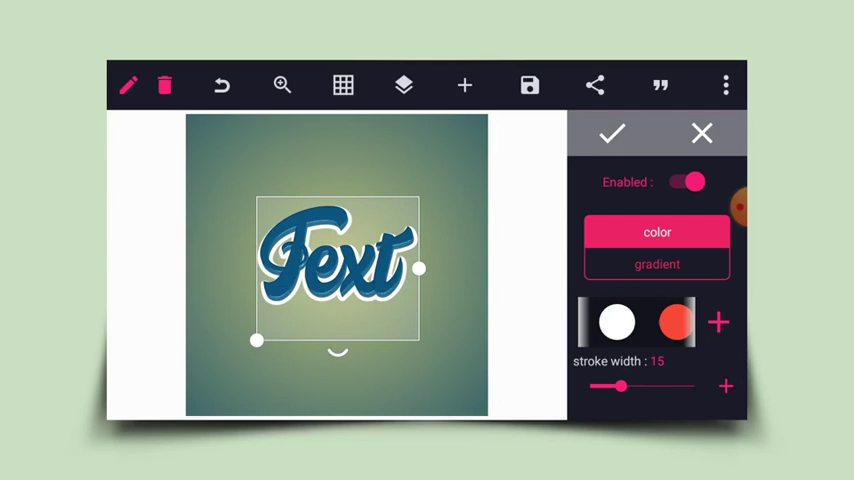 Text
Enabled :
color
gradient
stroke width : 15